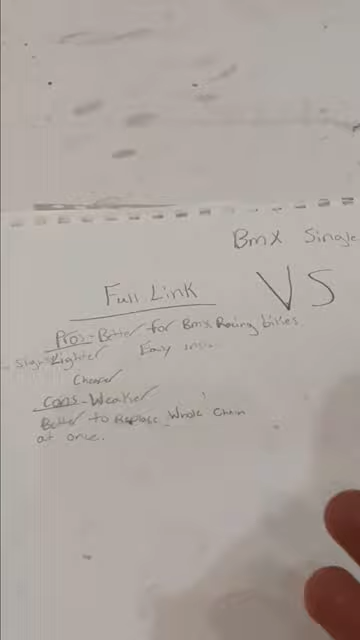 BmX Single
Full Link VS
Pros - Better for Bmx Racing bikes
Lighter Easy
Cheaper
Cons - Weaker
Better to Replace Whole Chain
at once.